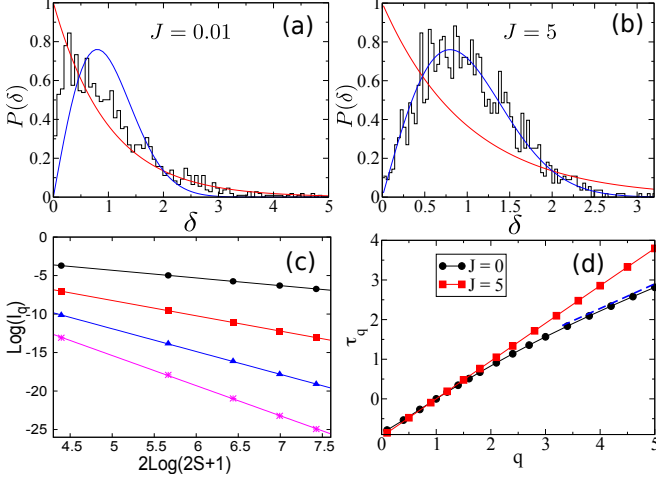 J = 0.01 (a)
P(δ)
1
0.8
0.6
0.4
0.2
0
0 1 2 3 4 5
δ
J = 5 (b)
P(δ)
1
0.8
0.6
0.4
0.2
0
0 0.5 1 1.5 2 2.5 3
δ
(c)
Log(I_q)
0
-5
-10
-15
-20
-25
4.5 5 5.5 6 6.5 7 7.5
2Log(2S+1)
J = 0
J = 5
(d)
τ_q
4
3
2
1
0
-1
0 1 2 3 4 5
q